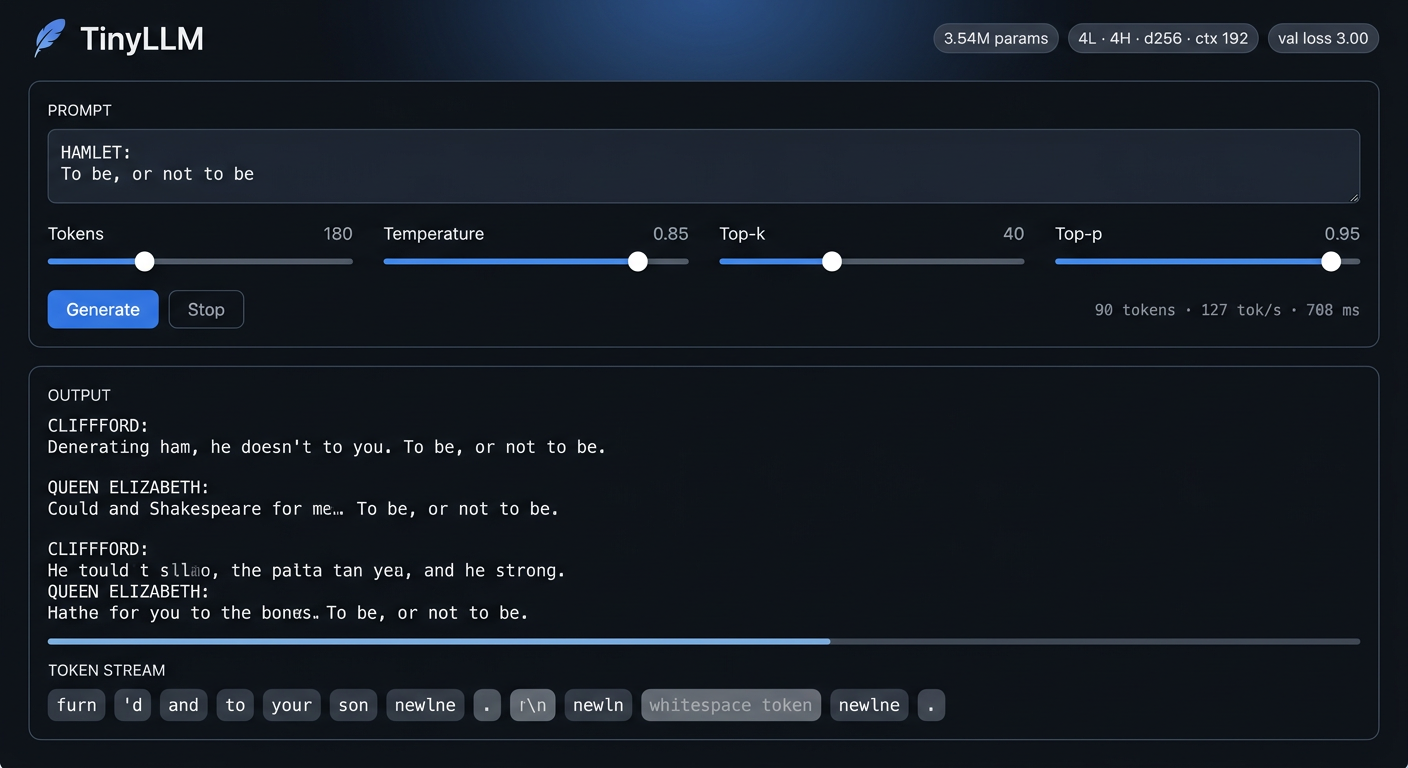 TinyLLM
3.54M params
4L · 4H · d256 · ctx 192
val loss 3.00
PROMPT
HAMLET:
To be, or not to be
Tokens 180
Temperature 0.85
Top-k 40
Top-p 0.95
Generate
Stop
90 tokens · 127 tok/s · 708 ms
OUTPUT
CLIFFFORD:
Denerating ham, he doesn't to you. To be, or not to be.
QUEEN ELIZABETH:
Could and Shakespeare for me… To be, or not to be.
CLIFFFORD:
He tould t the palta tan yea, and he strong.
QUEEN ELIZABETH:
Hathe for you to the To be, or not to be.
TOKEN STREAM
furn 'd and to your son newlne . newln whitespace token newlne .